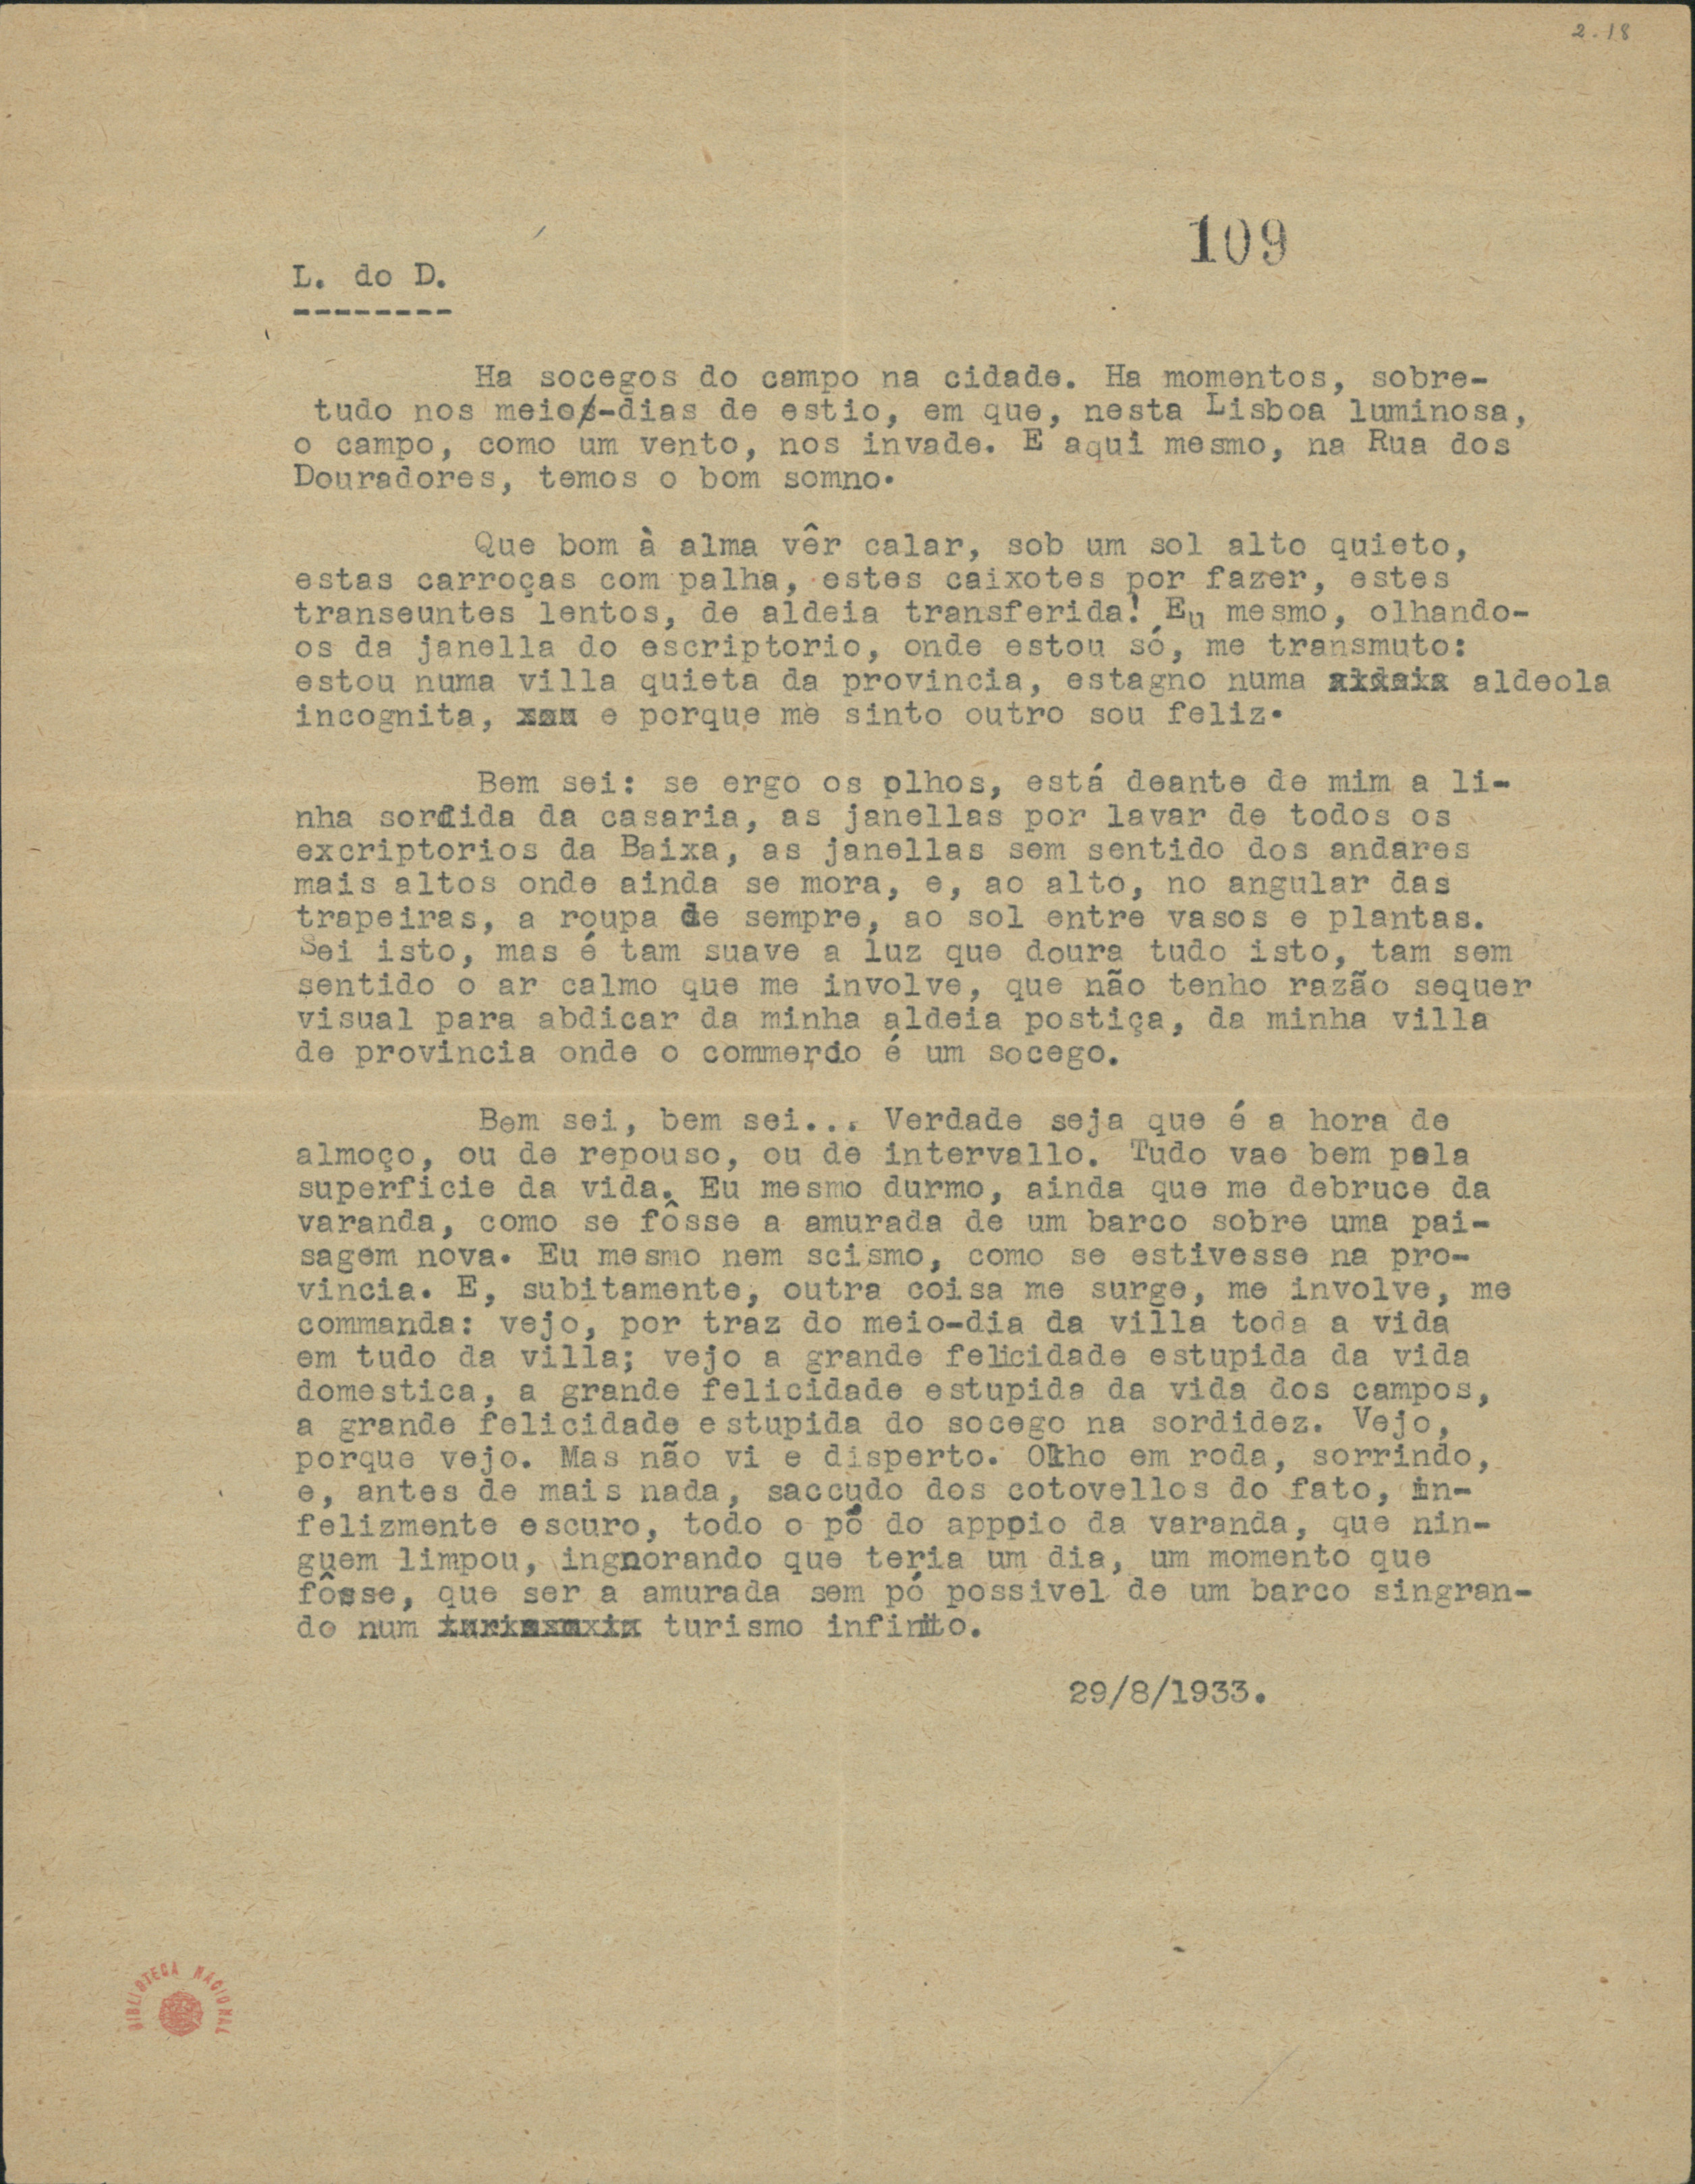 2.18
109
L. do D.
--------
Ha socegos do campo na cidade. Ha momentos, sobre-
tudo nos meios-dias de estio, em que, nesta Lisboa luminosa,
o campo, como um vento, nos invade. E aqui mesmo, na Rua dos
Douradores, temos o bom somno.
Que bom à alma vêr calar, sob um sol alto quieto,
estas carroças com palha, estes caixotes por fazer, estes
transeuntes lentos, de aldeia transferida! Eu mesmo, olhando-
os da janella do escriptorio, onde estou só, me transmuto:
estou numa villa quieta da provincia, estagno numa aldeola
incognita, e porque me sinto outro sou feliz.
Bem sei: se ergo os olhos, está deante de mim a li-
nha sordida da casaria, as janellas por lavar de todos os
excriptorios da Baixa, as janellas sem sentido dos andares
mais altos onde ainda se mora, e, ao alto, no angular das
trapeiras, a roupa de sempre, ao sol entre vasos e plantas.
Sei isto, mas é tam suave a luz que doura tudo isto, tam sem
sentido o ar calmo que me involve, que não tenho razão sequer
visual para abdicar da minha aldeia postiça, da minha villa
de provincia onde o commercio é um socego.
Bem sei, bem sei... Verdade seja que é a hora de
almoço, ou de repouso, ou de intervallo. Tudo vae bem pela
superficie da vida. Eu mesmo durmo, ainda que me debruce da
varanda, como se fôsse a amurada de um barco sobre uma pai-
sagem nova. Eu mesmo nem scismo, como se estivesse na pro-
vincia. E, subitamente, outra coisa me surge, me involve, me
commanda: vejo, por traz do meio-dia da villa toda a vida
em tudo da villa; vejo a grande felicidade estupida da vida
domestica, a grande felicidade estupida da vida dos campos,
a grande felicidade estupida do socego na sordidez. Vejo,
porque vejo. Mas não vi e disperto. Olho em roda, sorrindo,
e, antes de mais nada, saccudo dos cotovellos do fato, in-
felizmente escuro, todo o pó do appoio da varanda, que nin-
guem limpou, ingnorando que teria um dia, um momento que
fôsse, que ser a amurada sem pó possivel de um barco singran-
do num turismo infinito.
29/8/1933.
BIBLIOTECA NACIONAL